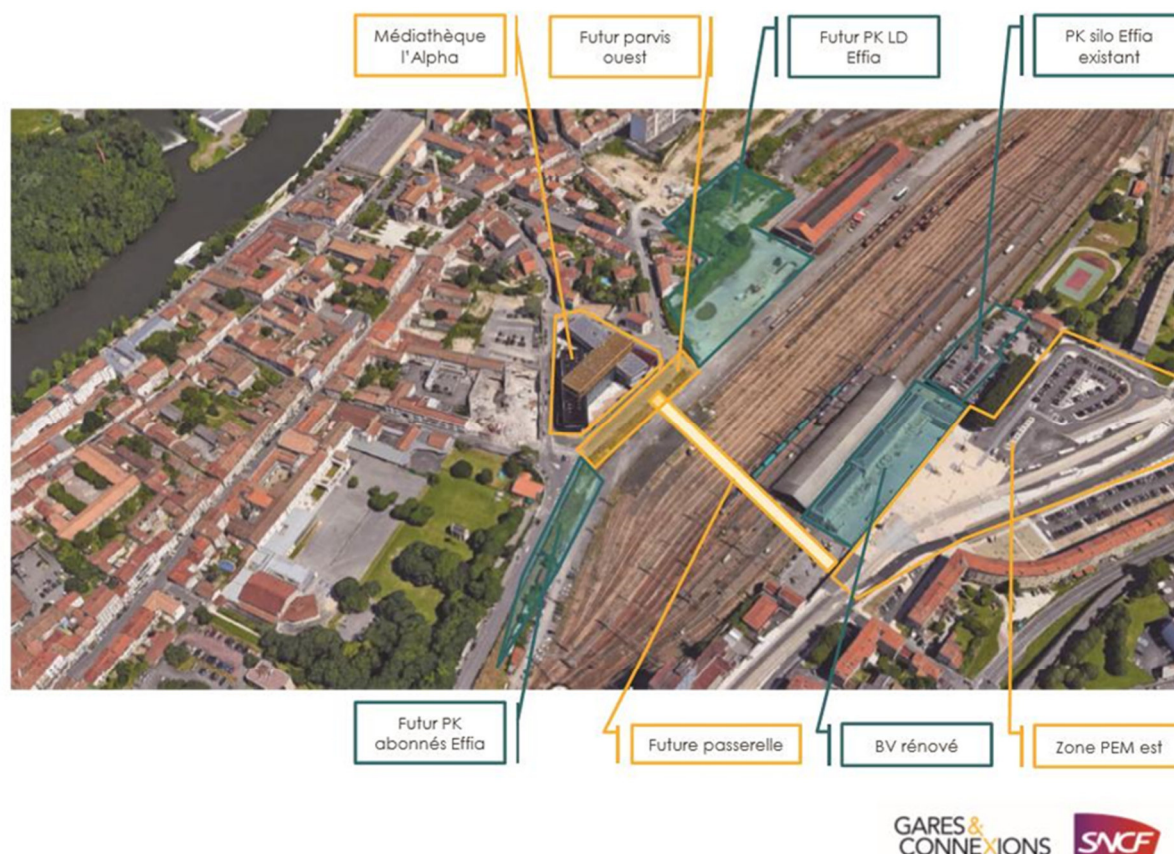 Médiathèque
l'Alpha
Futur parvis
ouest
Futur PK LD
Effia
PK silo Effia
existant
Futur PK
abonnés Effia
Future passerelle
BV rénové
Zone PEM est
GARES &
CONNEXIONS
SNCF